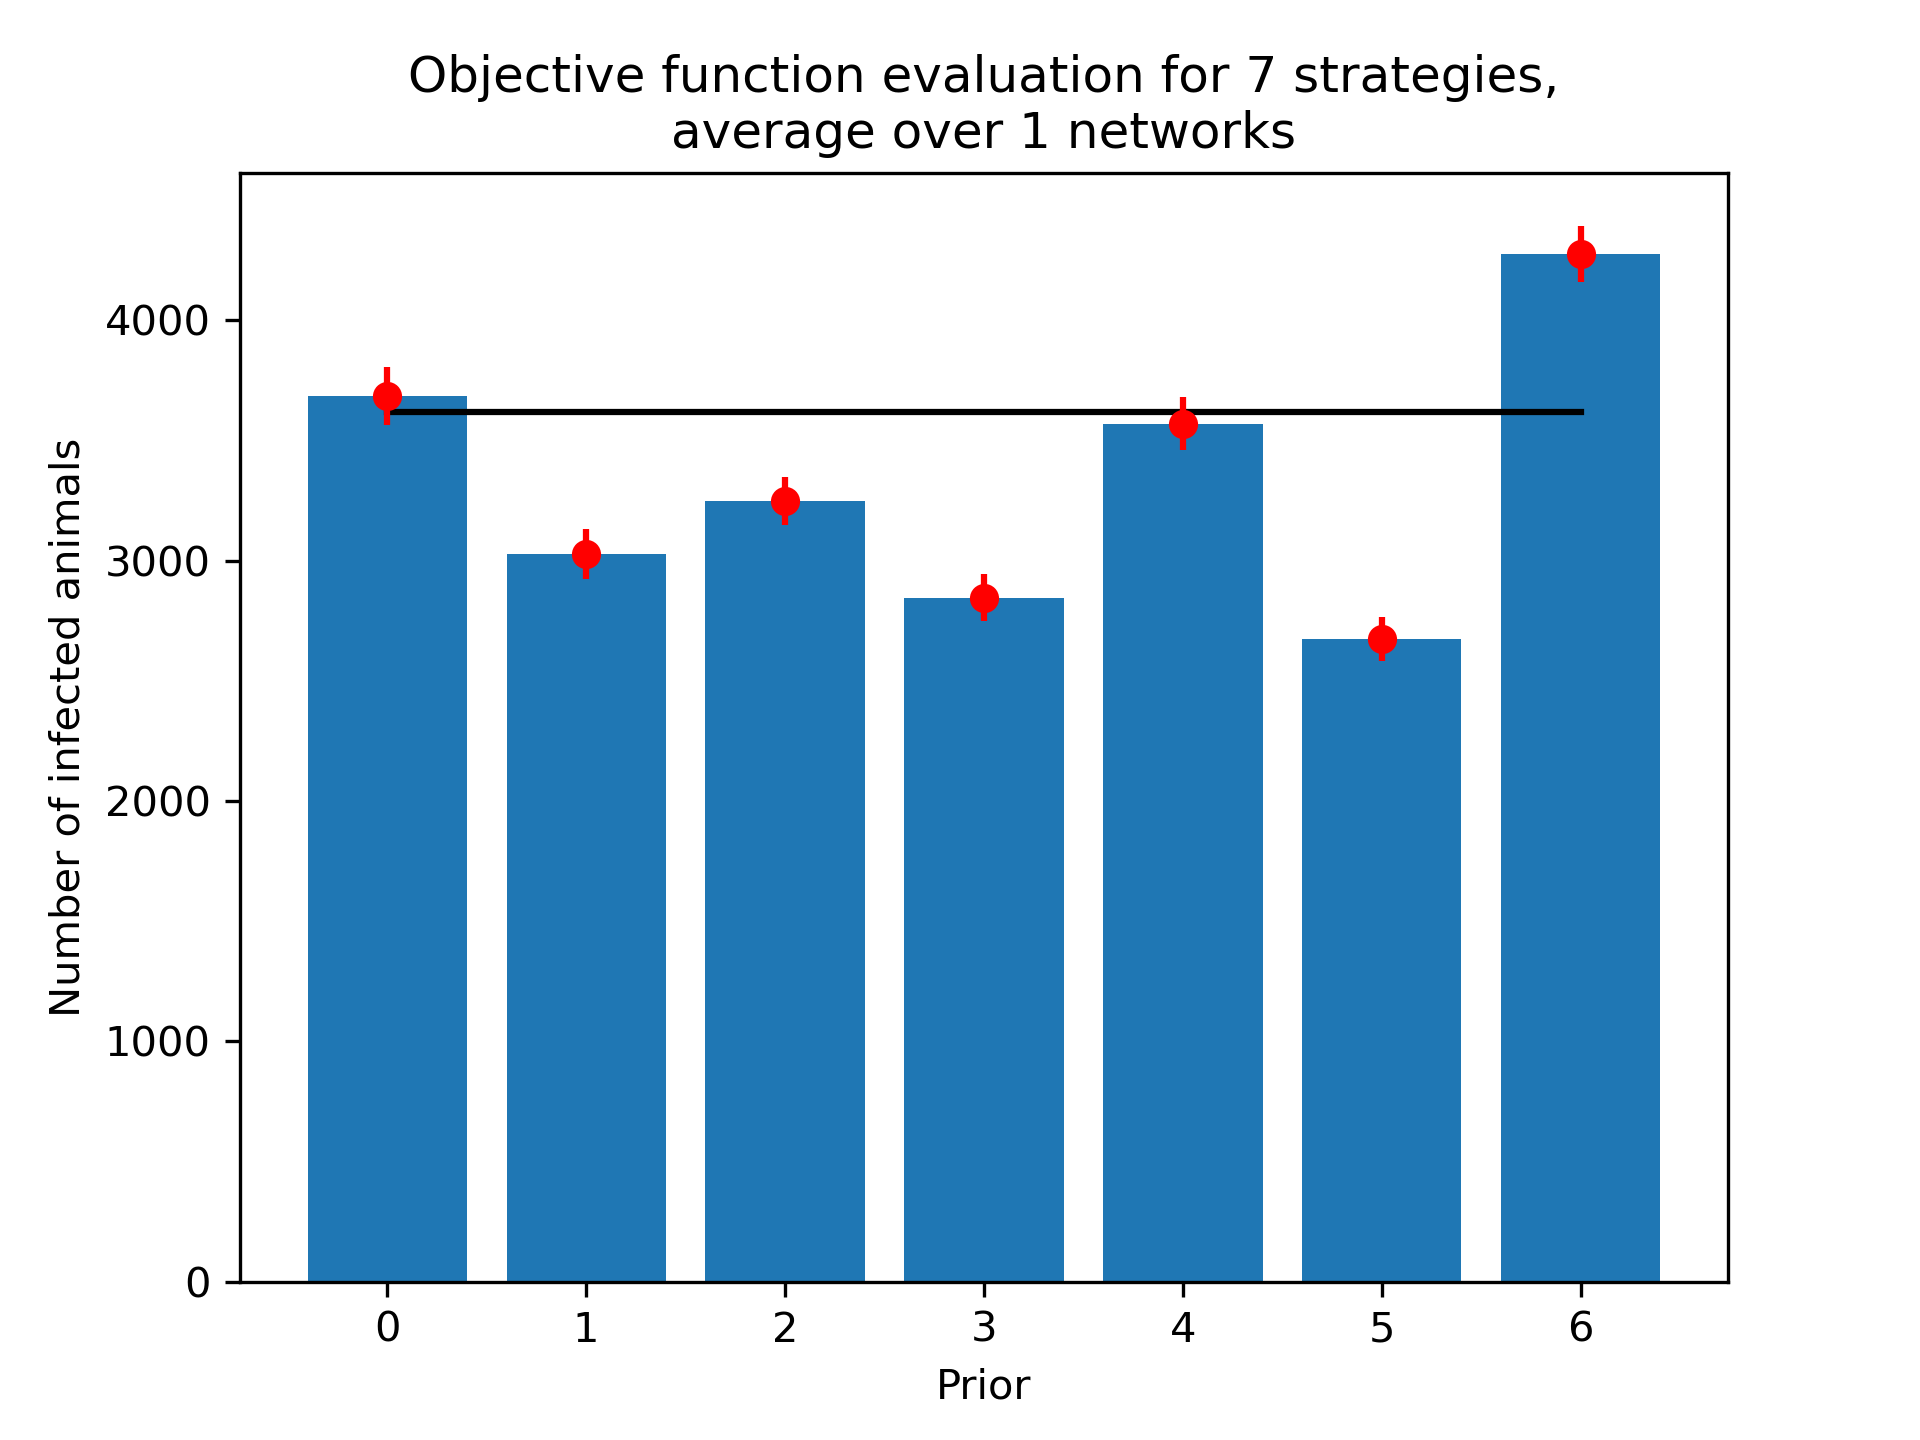 Objective function evaluation for 7 strategies,
average over 1 networks
Number of infected animals
4000
3000
2000
1000
0
0 1 2 3 4 5 6
Prior